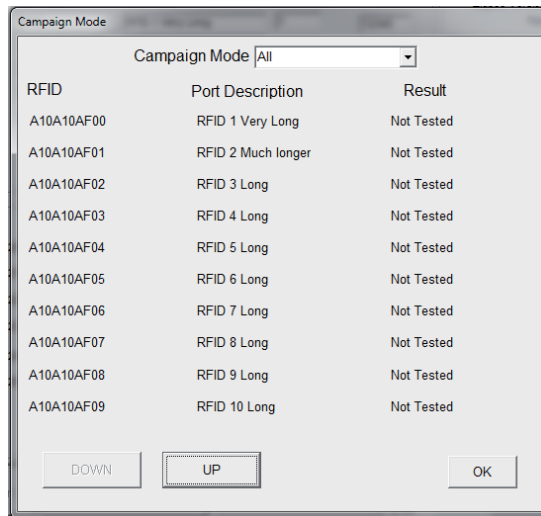 Campaign Mode
Campaign Mode All
RFID Port Description Result
A10A10AF00 RFID 1 Very Long Not Tested
A10A10AF01 RFID 2 Much longer Not Tested
A10A10AF02 RFID 3 Long Not Tested
A10A10AF03 RFID 4 Long Not Tested
A10A10AF04 RFID 5 Long Not Tested
A10A10AF05 RFID 6 Long Not Tested
A10A10AF06 RFID 7 Long Not Tested
A10A10AF07 RFID 8 Long Not Tested
A10A10AF08 RFID 9 Long Not Tested
A10A10AF09 RFID 10 Long Not Tested
DOWN UP OK